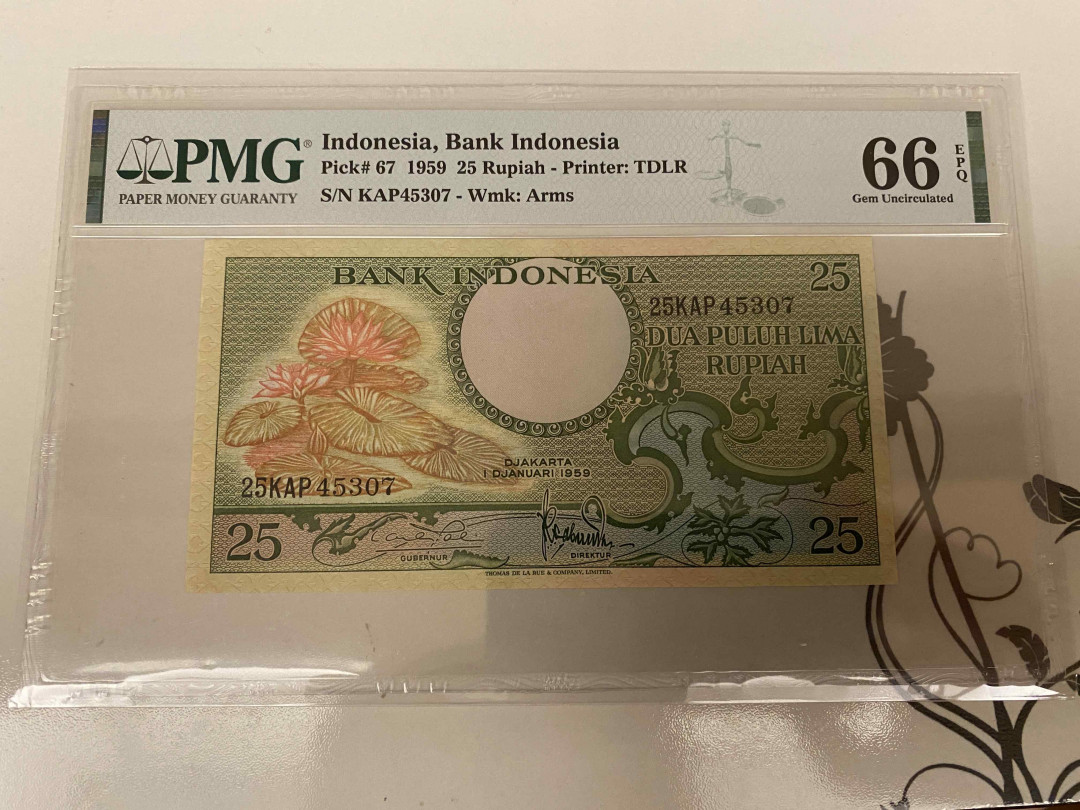 PMG®
PAPER MONEY GUARANTY
Indonesia, Bank Indonesia
Pick# 67 1959 25 Rupiah - Printer: TDLR
S/N KAP45307 - Wmk: Arms
66
EPQ
Gem Uncirculated
BANK INDONESIA
25
25KAP45307
DUA PULUH LIMA
RUPIAH
DJAKARTA
1 DJANUARI 1959
25KAP45307
25
GUBERNUR
DIREKTUR
25
THOMAS DE LA RUE & COMPANY, LIMITED.